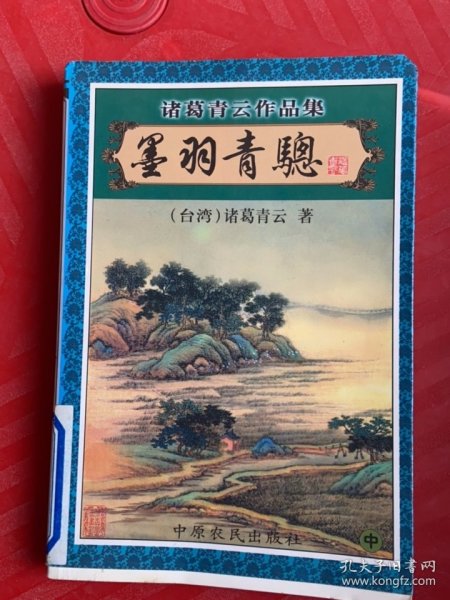 诸葛青云作品集
墨羽青驄
(台湾)诸葛青云 著
中原农民出版社
中
孔夫子旧书网
www.kongfz.com